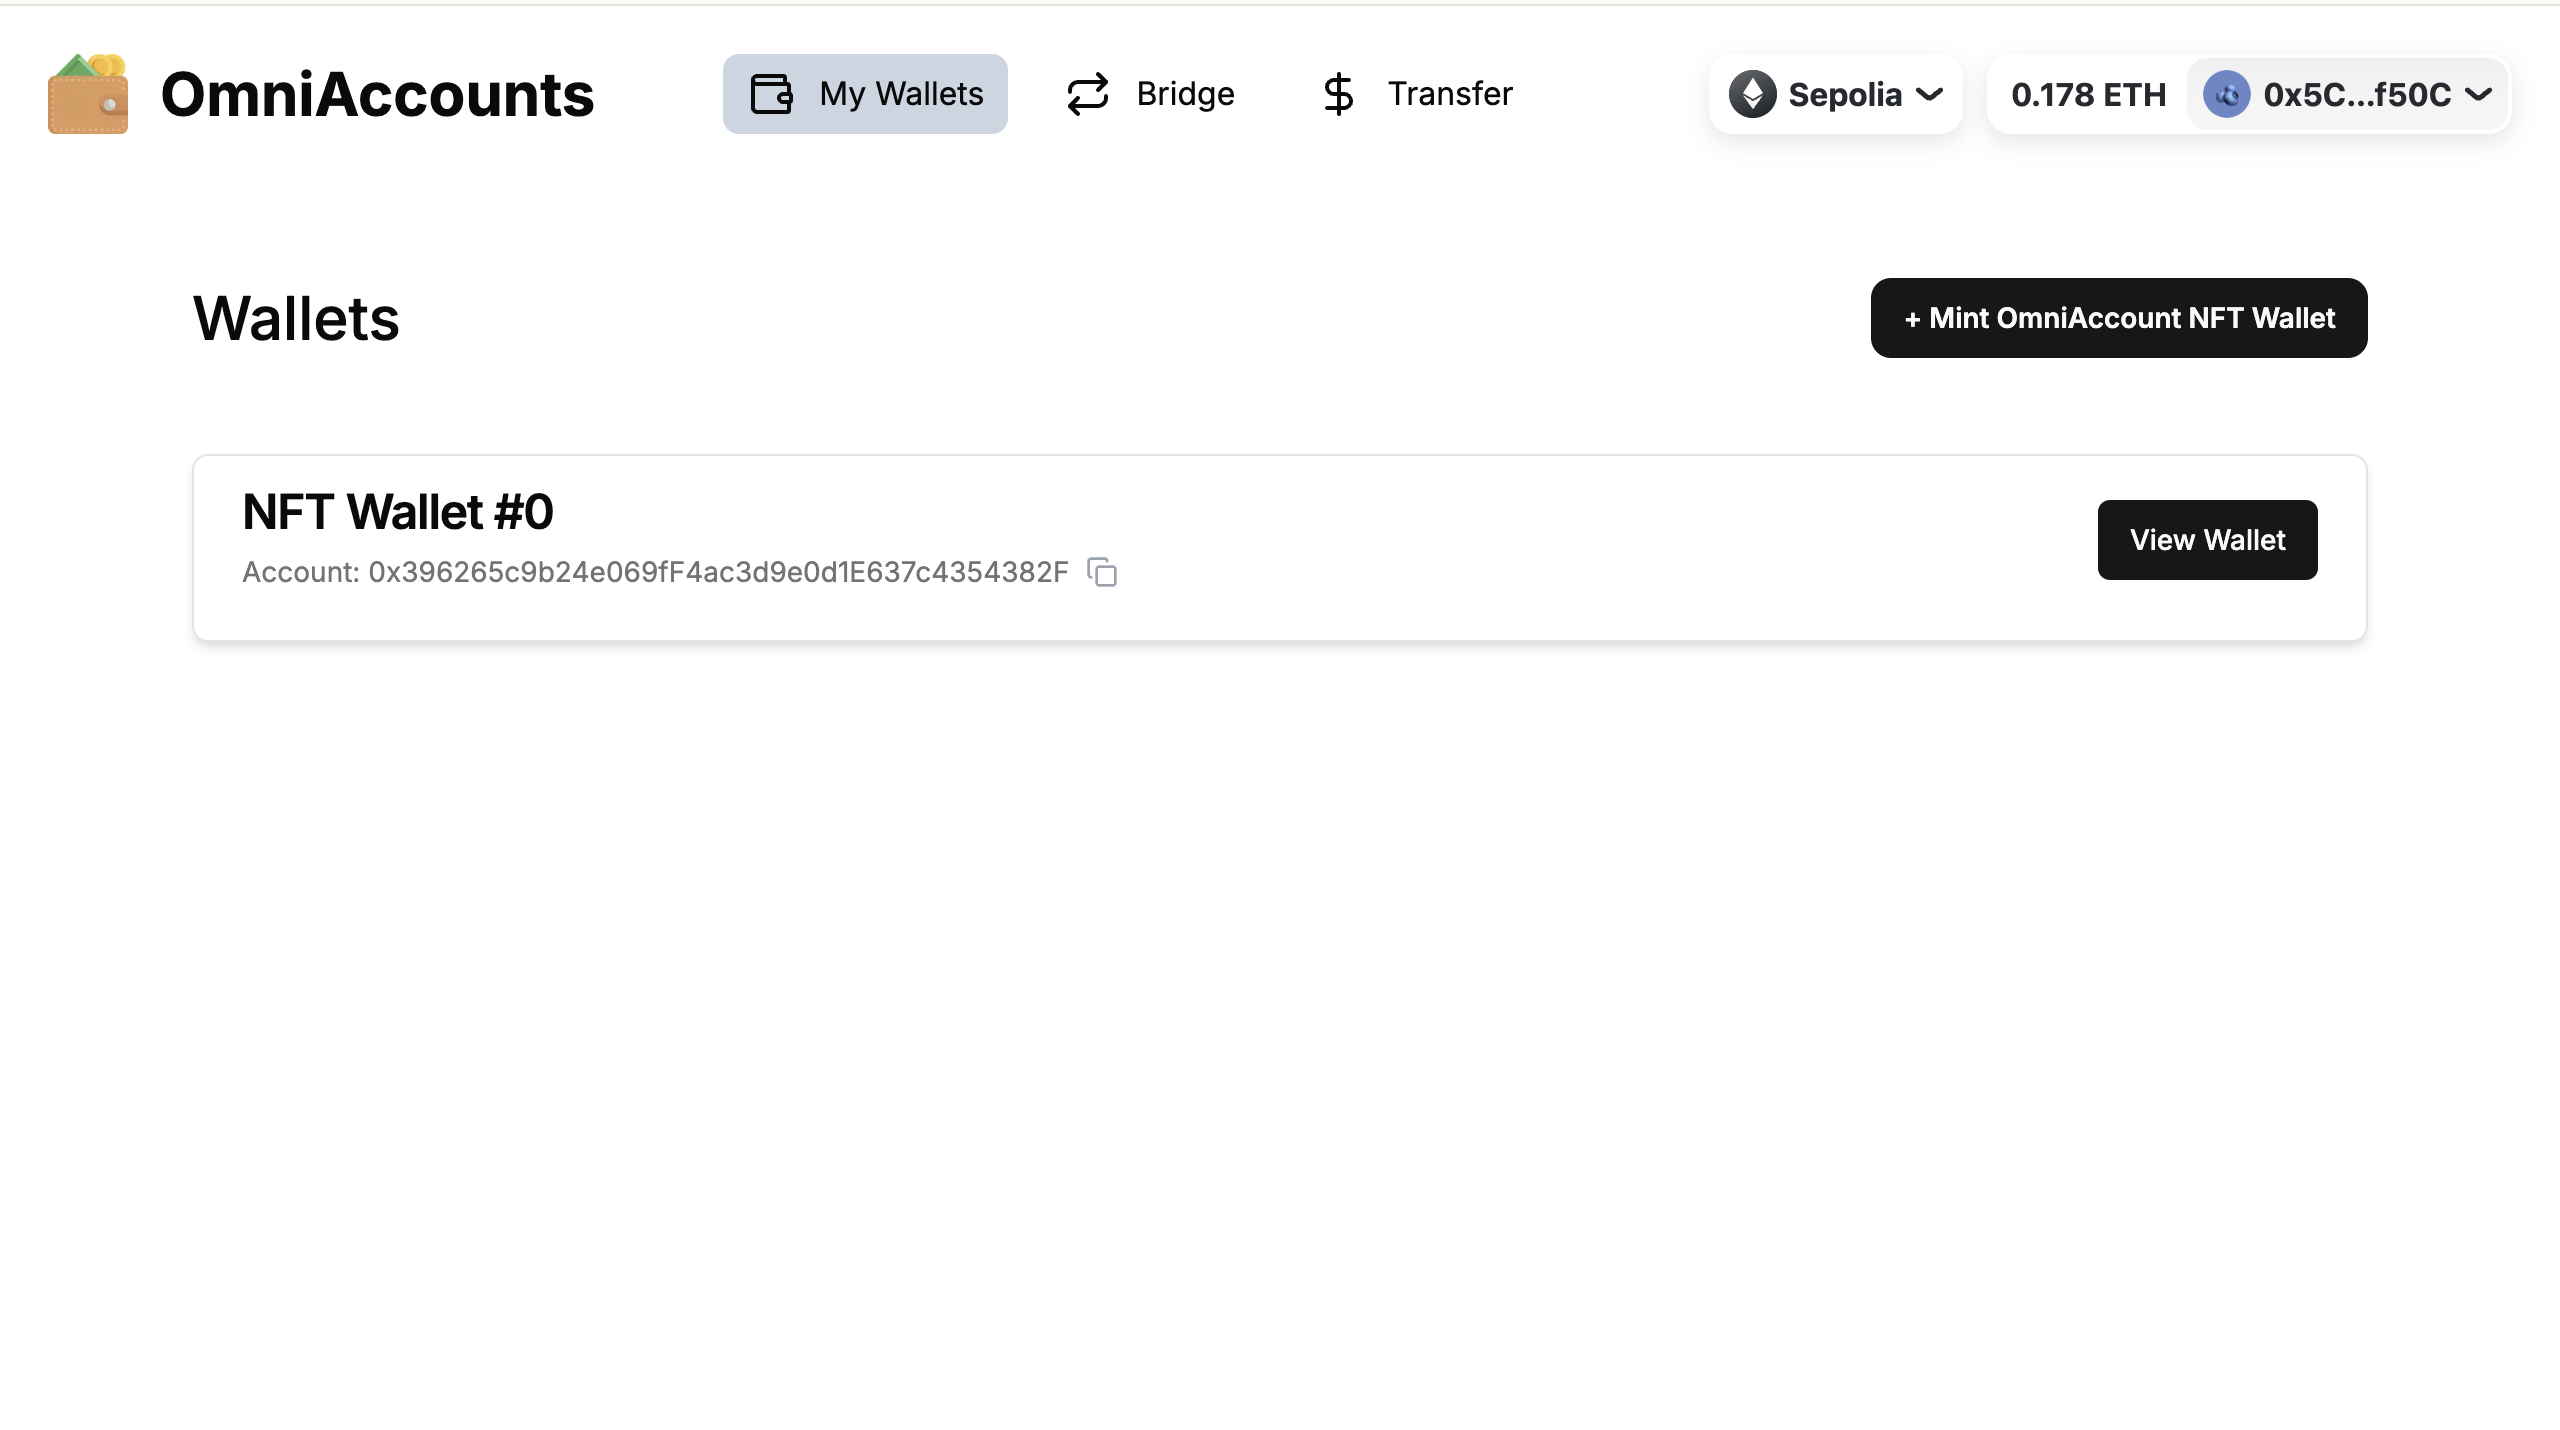 OmniAccounts
My Wallets
Bridge
Transfer
Sepolia
0.178 ETH
0x5C...f50C
Wallets
+ Mint OmniAccount NFT Wallet
NFT Wallet #0
Account: 0x396265c9b24e069fF4ac3d9e0d1E637c4354382F
View Wallet